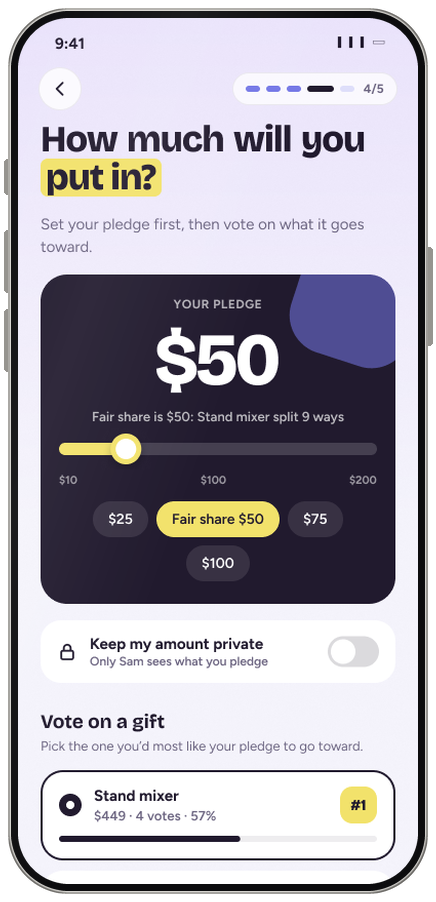 9:41
4/5
How much will you
put in?
Set your pledge first, then vote on what it goes
toward.
YOUR PLEDGE
$50
Fair share is $50: Stand mixer split 9 ways
$10 $100 $200
$25 Fair share $50 $75
$100
Keep my amount private
Only Sam sees what you pledge
Vote on a gift
Pick the one you'd most like your pledge to go toward.
Stand mixer
$449 · 4 votes · 57%
#1